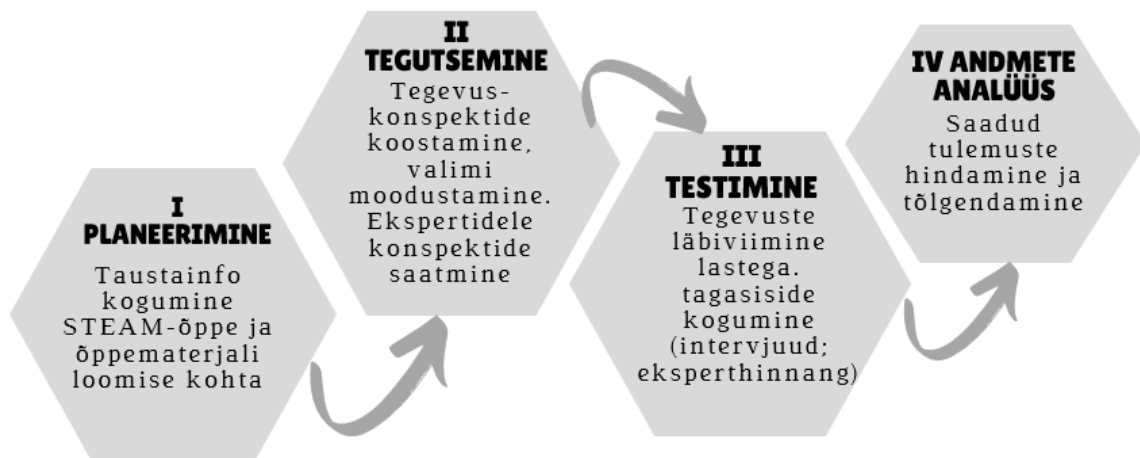 I
PLANEERIMINE
Taustainfo
kogumine
STEAM-õppe ja
õppematerjali
loomise kohta
II
TEGUTSEMINE
Tegevus-
konspektide
koostamine,
valimi
moodustamine.
Ekspertidele
konspektide
saatmine
III
TESTIMINE
Tegevuste
läbiviimine
lastega.
tagasiside
kogumine
(intervjuud;
eksperthinnang)
IV ANDMETE
ANALÜÜS
Saadud
tulemuste
hindamine ja
tõlgendamine